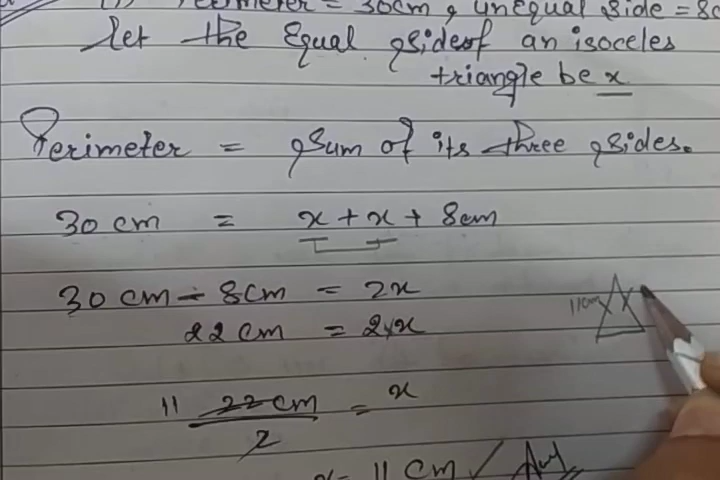 Perimeter = 30cm, unequal side = 8c
let the Equal sides of an isoceles
triangle be x
Perimeter = Sum of its three sides.
30 cm = x + x + 8cm
30 cm - 8cm = 2x
11cm
22 cm = 2×x
11 22cm / 2 = x
x = 11 cm / Ans